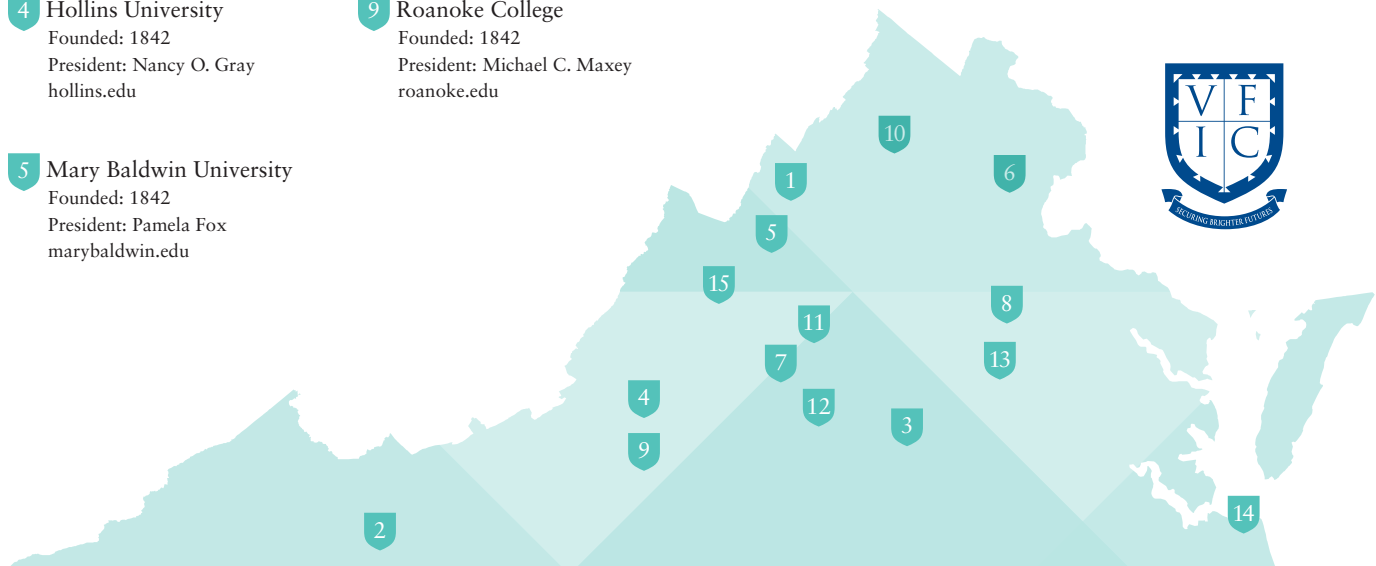 4 Hollins University
Founded: 1842
President: Nancy O. Gray
hollins.edu
5 Mary Baldwin University
Founded: 1842
President: Pamela Fox
marybaldwin.edu
9 Roanoke College
Founded: 1842
President: Michael C. Maxey
roanoke.edu
V F
I C
SECURING BRIGHTER FUTURES
10
6
1
5
15
8
11
13
7
4
12
3
9
14
2